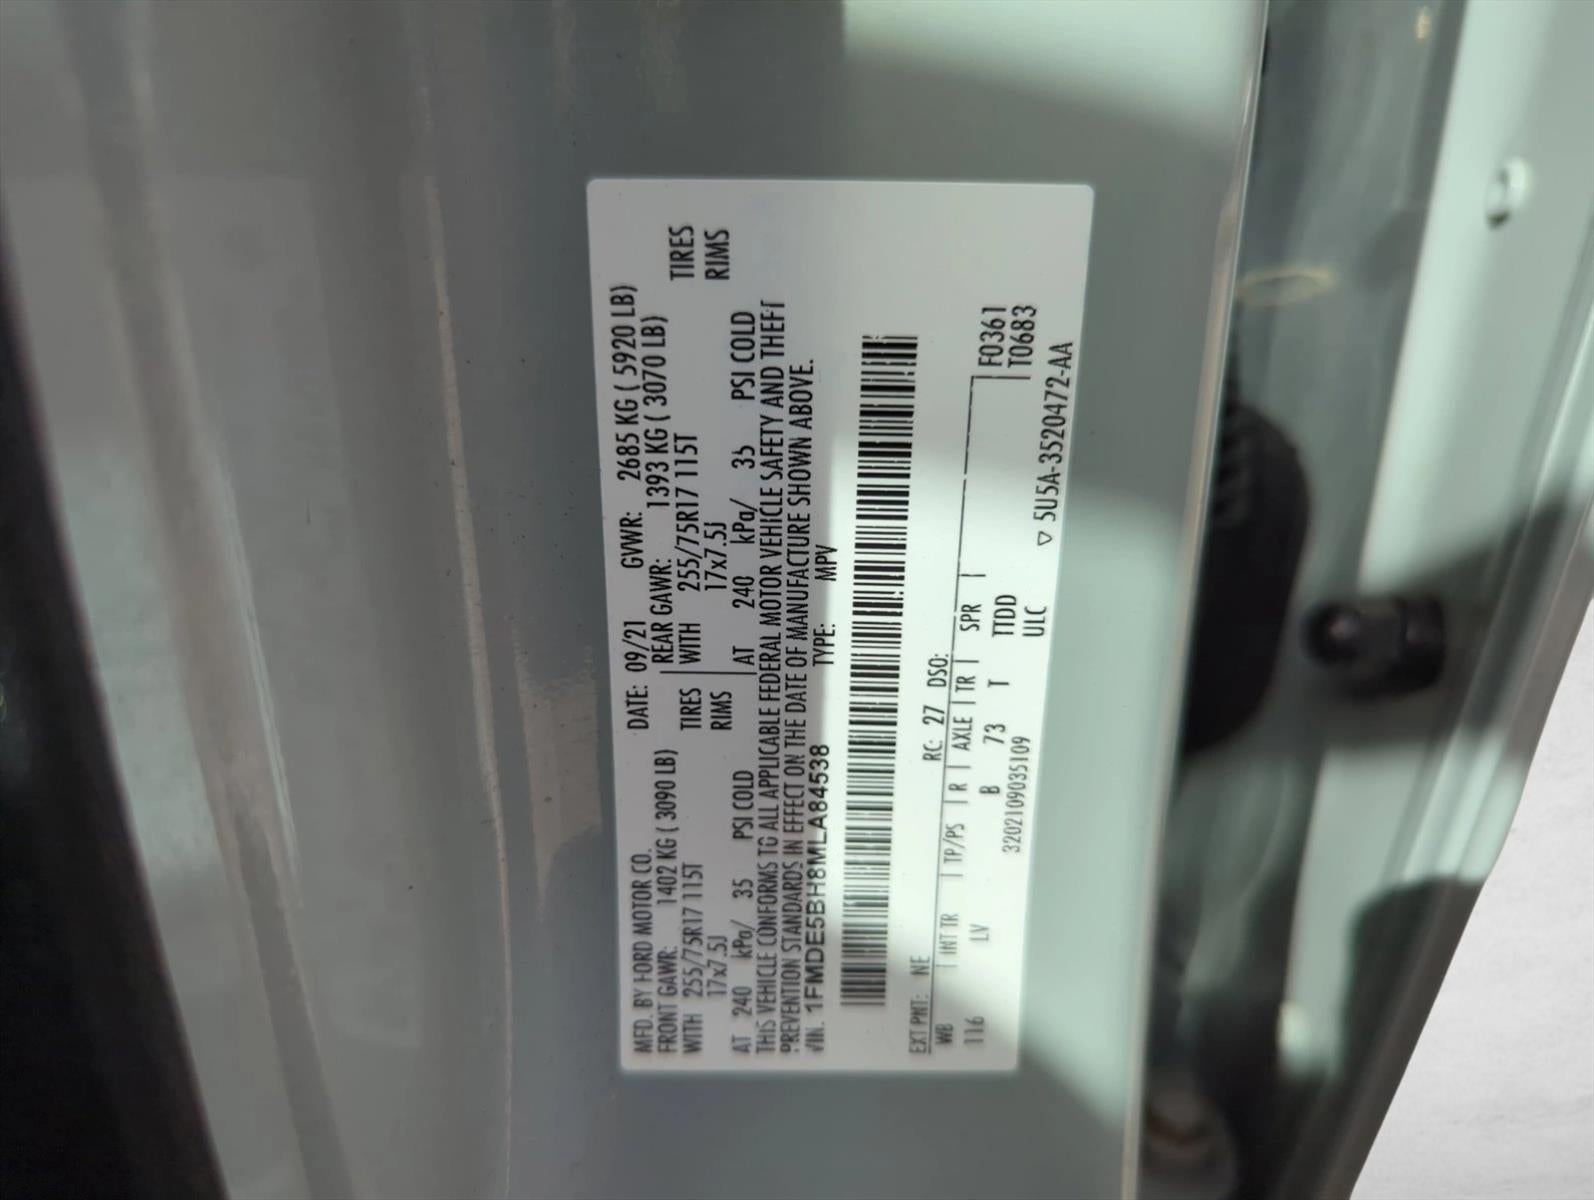 MFD. BY FORD MOTOR CO. DATE: 09/21 GVWR: 2685 KG ( 5920 LB)
FRONT GAWR: 1402 KG ( 3090 LB) REAR GAWR: 1393 KG ( 3070 LB)
WITH 255/75R17 115T TIRES WITH 255/75R17 115T TIRES
17x7.5J RIMS 17x7.5J RIMS
AT 240 kPa/ 35 PSI COLD AT 240 kPa/ 35 PSI COLD
THIS VEHICLE CONFORMS TO ALL APPLICABLE FEDERAL MOTOR VEHICLE SAFETY AND THEFT
PREVENTION STANDARDS IN EFFECT ON THE DATE OF MANUFACTURE SHOWN ABOVE.
VIN: 1FMDE5BH8MLA84538 TYPE: MPV
EXT PNT: NE RC: 27 DSO:
WB | INT TR | TP/PS | R | AXLE | TR | SPR | F0361
116 LV B 73 T TTDD T0683
3202109035109 ULC
▽ 5U5A-3520472-AA